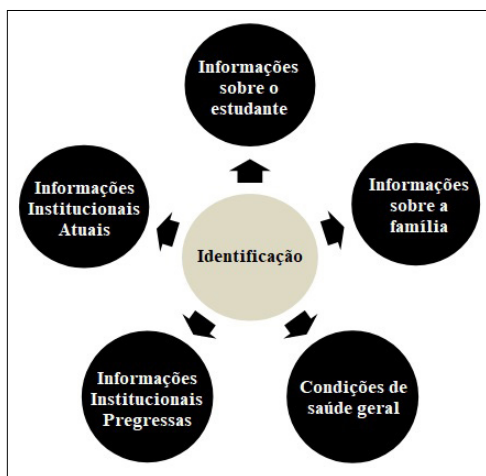 Informações
sobre o
estudante
Informações
Institucionais
Atuais
Informações
sobre a
família
Identificação
Informações
Institucionais
Pregressas
Condições de
saúde geral